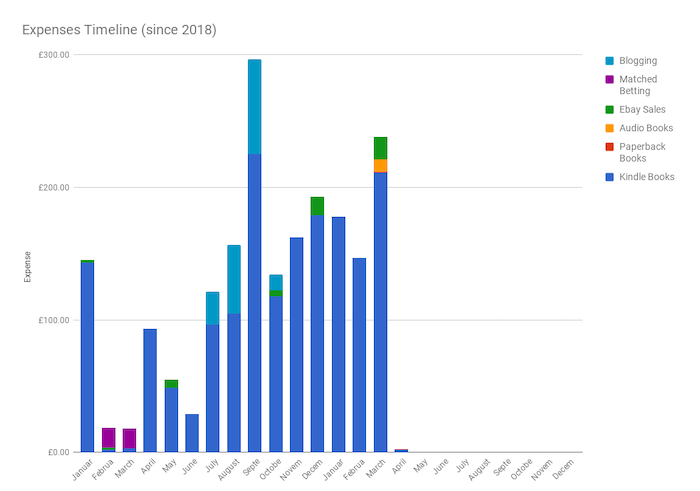 Expenses Timeline (since 2018)
£300.00
£200.00
£100.00
£0.00
Expense
Januar
Februa
March
April
May
June
July
August
Septe
Octobe
Novem
Decem
Januar
Februa
March
April
May
June
July
August
Septe
Octobe
Novem
Decem
Blogging
Matched
Betting
Ebay Sales
Audio Books
Paperback
Books
Kindle Books